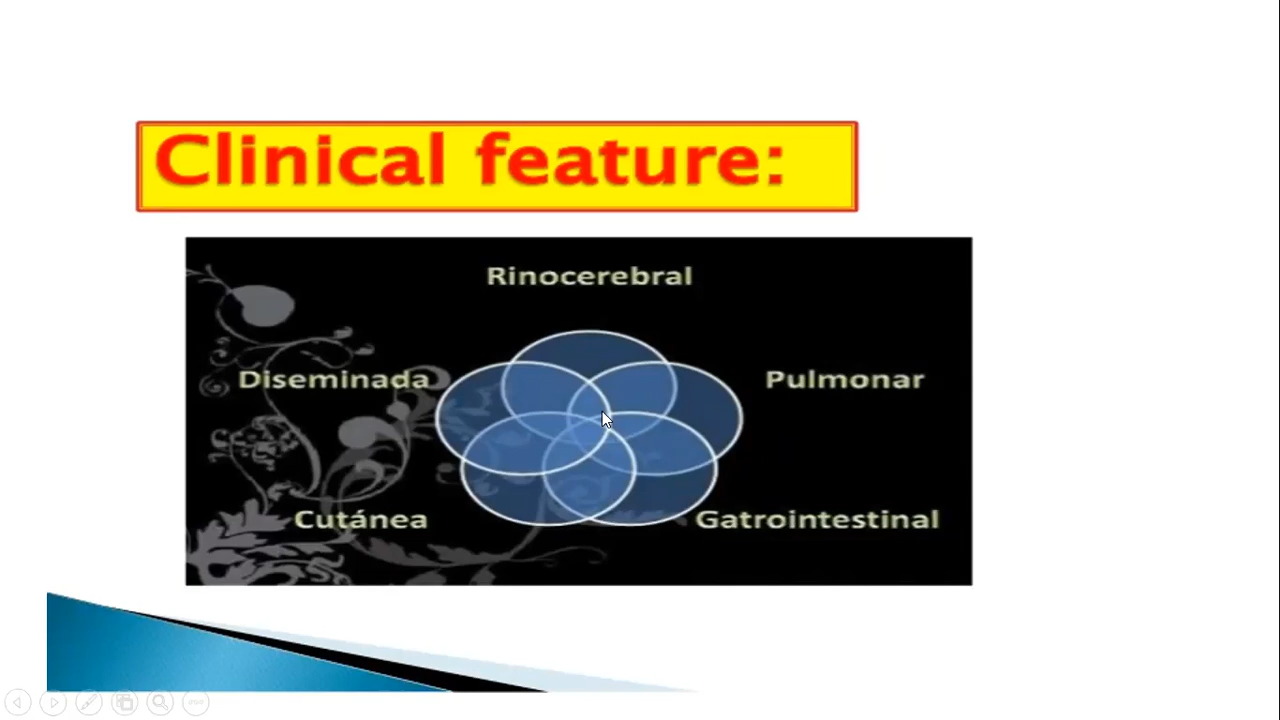 Clinical feature:
Rinocerebral
Diseminada
Pulmonar
Cutánea
Gatrointestinal